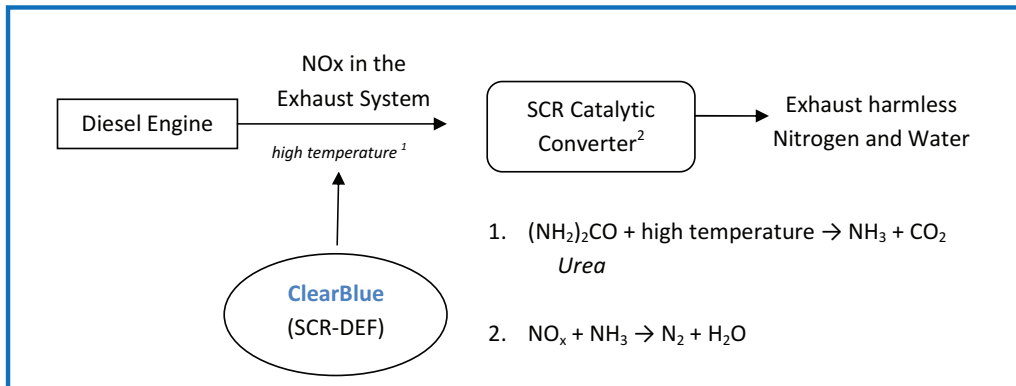 NOx in the
Exhaust System
Diesel Engine
high temperature ¹
SCR Catalytic
Converter²
Exhaust harmless
Nitrogen and Water
ClearBlue
(SCR-DEF)
1. (NH₂)₂CO + high temperature → NH₃ + CO₂
Urea
2. NOₓ + NH₃ → N₂ + H₂O